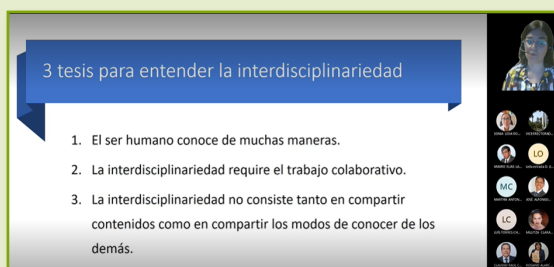 3 tesis para entender la interdisciplinariedad
1. El ser humano conoce de muchas maneras.
2. La interdisciplinariedad require el trabajo colaborativo.
3. La interdisciplinariedad no consiste tanto en compartir
contenidos como en compartir los modos de conocer de los
demás.
LO
MC
LC